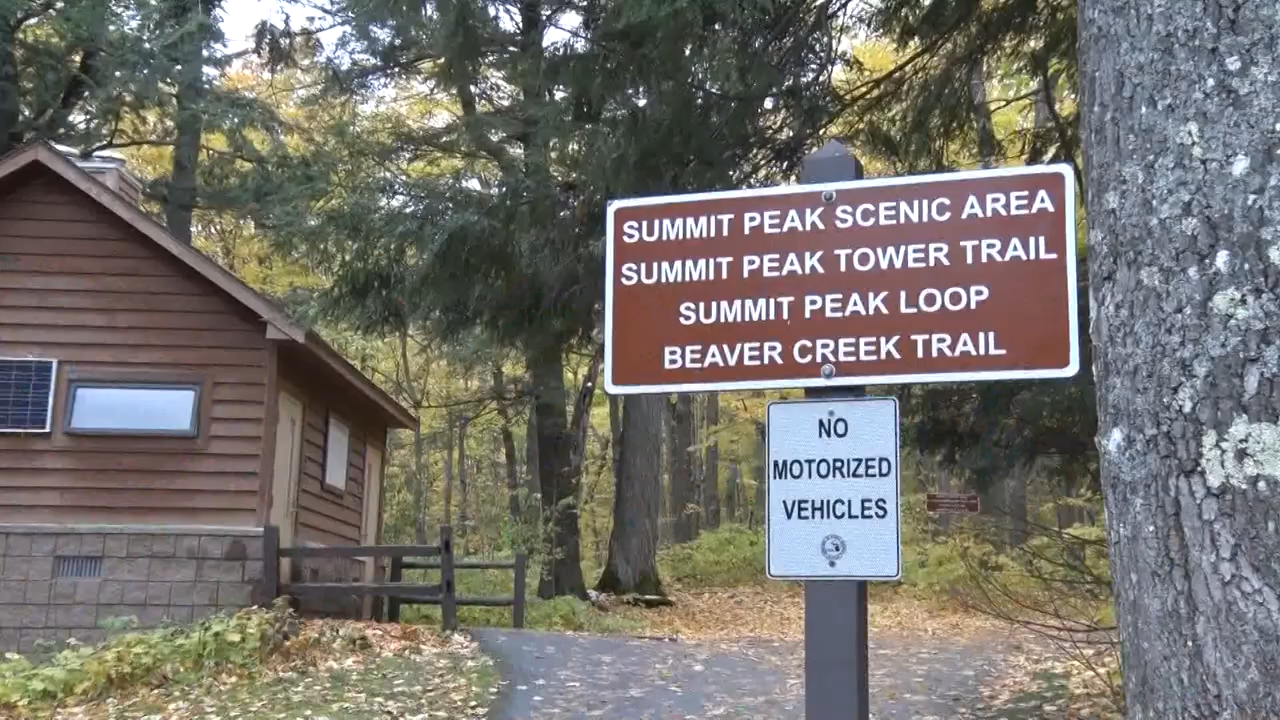 SUMMIT PEAK SCENIC AREA
SUMMIT PEAK TOWER TRAIL
SUMMIT PEAK LOOP
BEAVER CREEK TRAIL
NO
MOTORIZED
VEHICLES